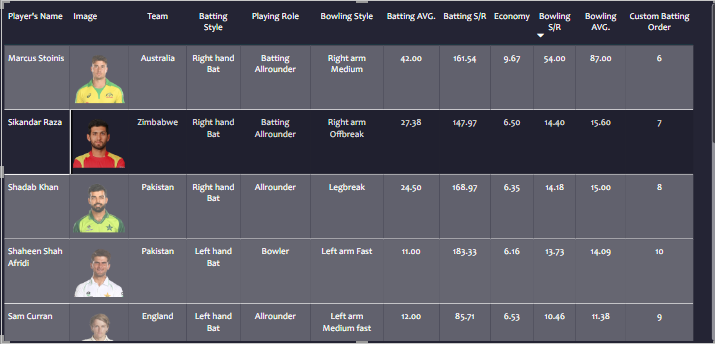 Player's Name Image Team Batting Style Playing Role Bowling Style Batting AVG. Batting S/R Economy Bowling S/R Bowling AVG. Custom Batting Order
Marcus Stoinis Australia Right hand Bat Batting Allrounder Right arm Medium 42.00 161.54 9.67 54.00 87.00 6
Sikandar Raza Zimbabwe Right hand Bat Batting Allrounder Right arm Offbreak 27.38 147.97 6.50 14.40 15.60 7
Shadab Khan Pakistan Right hand Bat Allrounder Legbreak 24.50 168.97 6.35 14.18 15.00 8
Shaheen Shah Afridi Pakistan Left hand Bat Bowler Left arm Fast 11.00 183.33 6.16 13.73 14.09 10
Sam Curran England Left hand Bat Allrounder Left arm Medium fast 12.00 85.71 6.53 10.46 11.38 9